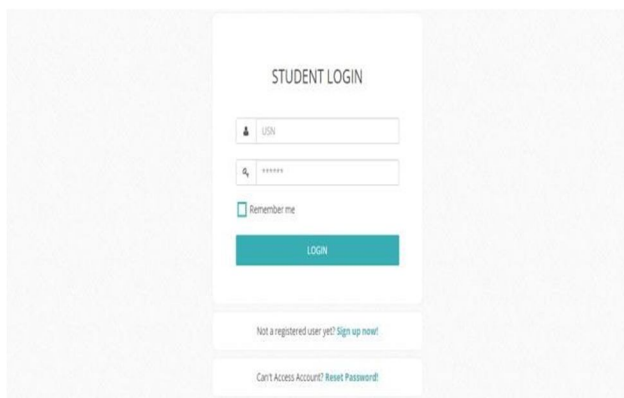 STUDENT LOGIN
USN
******
Remember me
LOGIN
Not a registered user yet? Sign up now!
Can't Access Account? Reset Password!